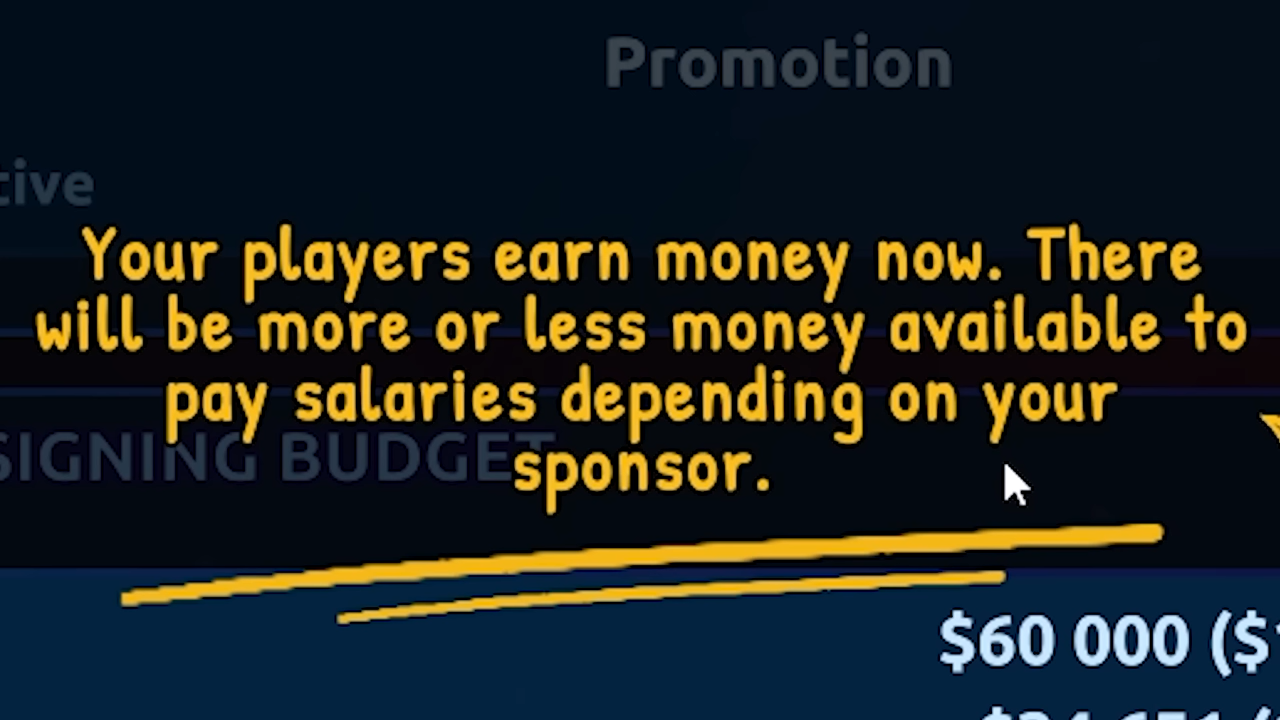 Promotion
tive
Your players earn money now. There
will be more or less money available to
pay salaries depending on your
SIGNING BUDGET
sponsor.
$60 000 ($